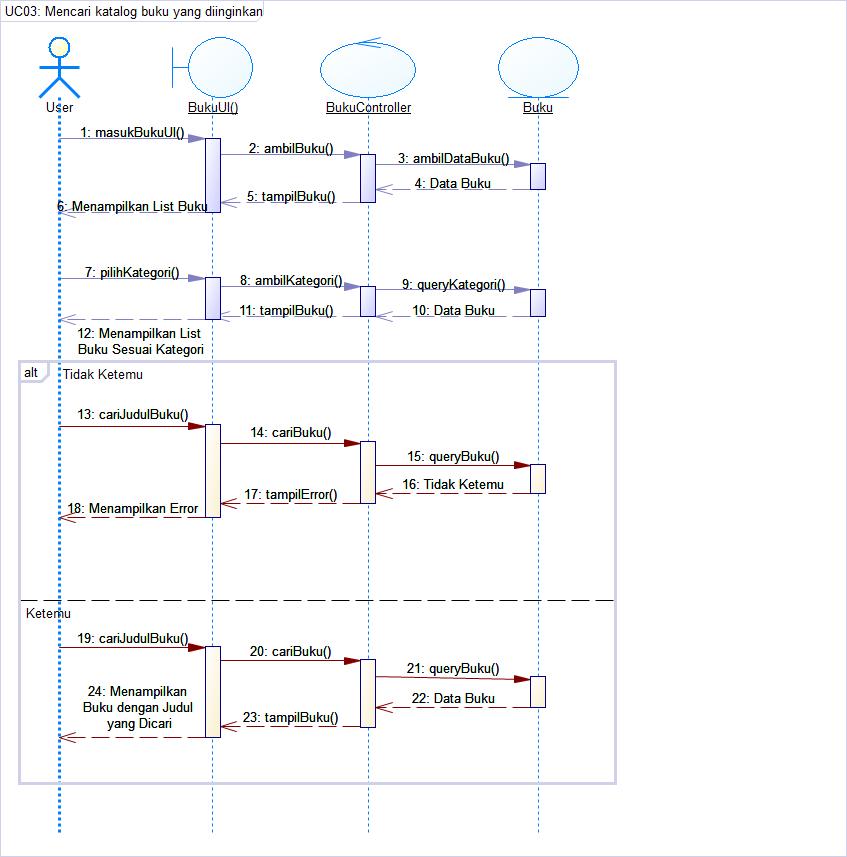 UC03: Mencari katalog buku yang diinginkan
User
BukuUI()
BukuController
Buku
1: masukBukuUI()
2: ambilBuku()
3: ambilDataBuku()
4: Data Buku
5: tampilBuku()
6: Menampilkan List Buku
7: pilihKategori()
8: ambilKategori()
9: queryKategori()
10: Data Buku
11: tampilBuku()
12: Menampilkan List
Buku Sesuai Kategori
alt
Tidak Ketemu
13: cariJudulBuku()
14: cariBuku()
15: queryBuku()
16: Tidak Ketemu
17: tampilError()
18: Menampilkan Error
Ketemu
19: cariJudulBuku()
20: cariBuku()
21: queryBuku()
22: Data Buku
23: tampilBuku()
24: Menampilkan
Buku dengan Judul
yang Dicari